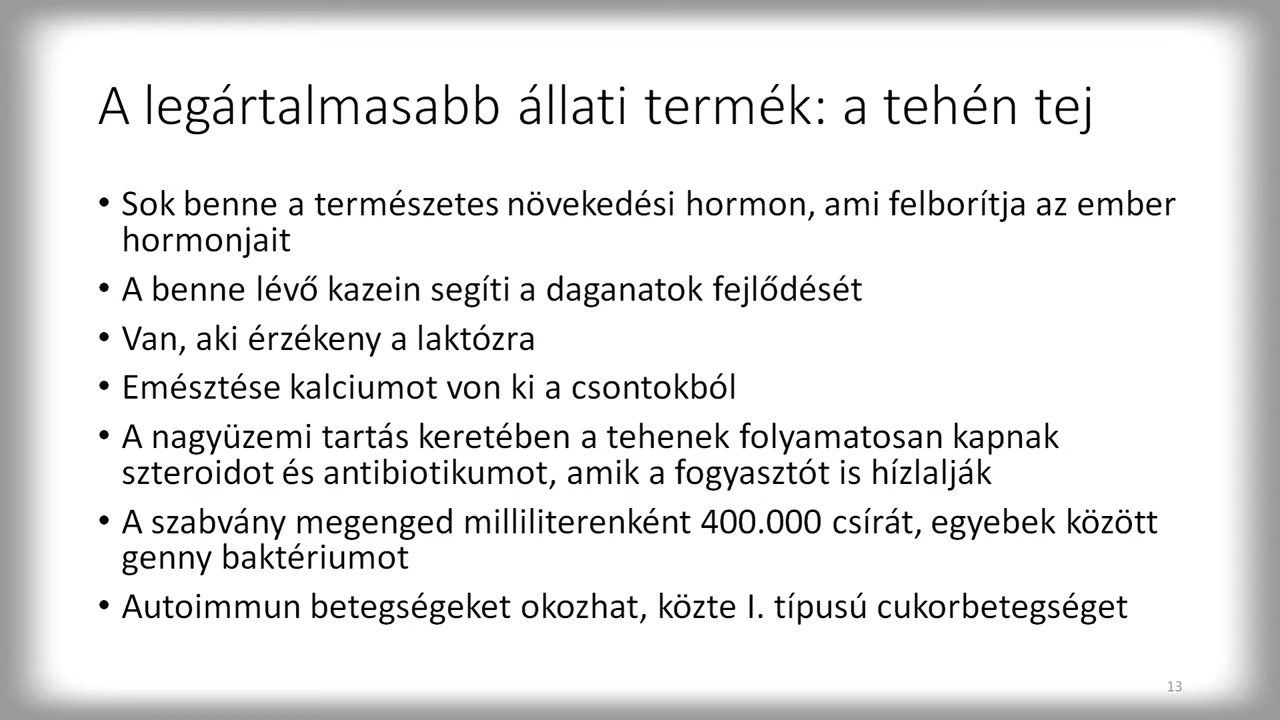 A legártalmasabb állati termék: a tehén tej
• Sok benne a természetes növekedési hormon, ami felborítja az ember
hormonjait
• A benne lévő kazein segíti a daganatok fejlődését
• Van, aki érzékeny a laktózra
• Emésztése kalciumot von ki a csontokból
• A nagyüzemi tartás keretében a tehenek folyamatosan kapnak
szteroidot és antibiotikumot, amik a fogyasztót is hízlalják
• A szabvány megenged milliliterenként 400.000 csírát, egyebek között
genny baktériumot
• Autoimmun betegségeket okozhat, közte I. típusú cukorbetegséget
13